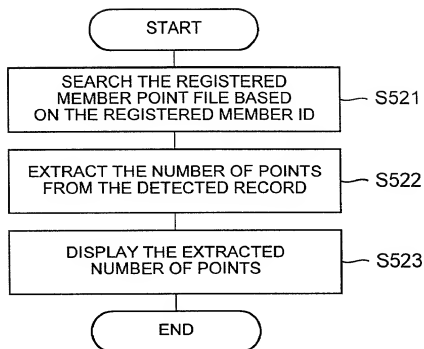 START
SEARCH THE REGISTERED
MEMBER POINT FILE BASED
ON THE REGISTERED MEMBER ID
S521
EXTRACT THE NUMBER OF POINTS
FROM THE DETECTED RECORD
S522
DISPLAY THE EXTRACTED
NUMBER OF POINTS
S523
END